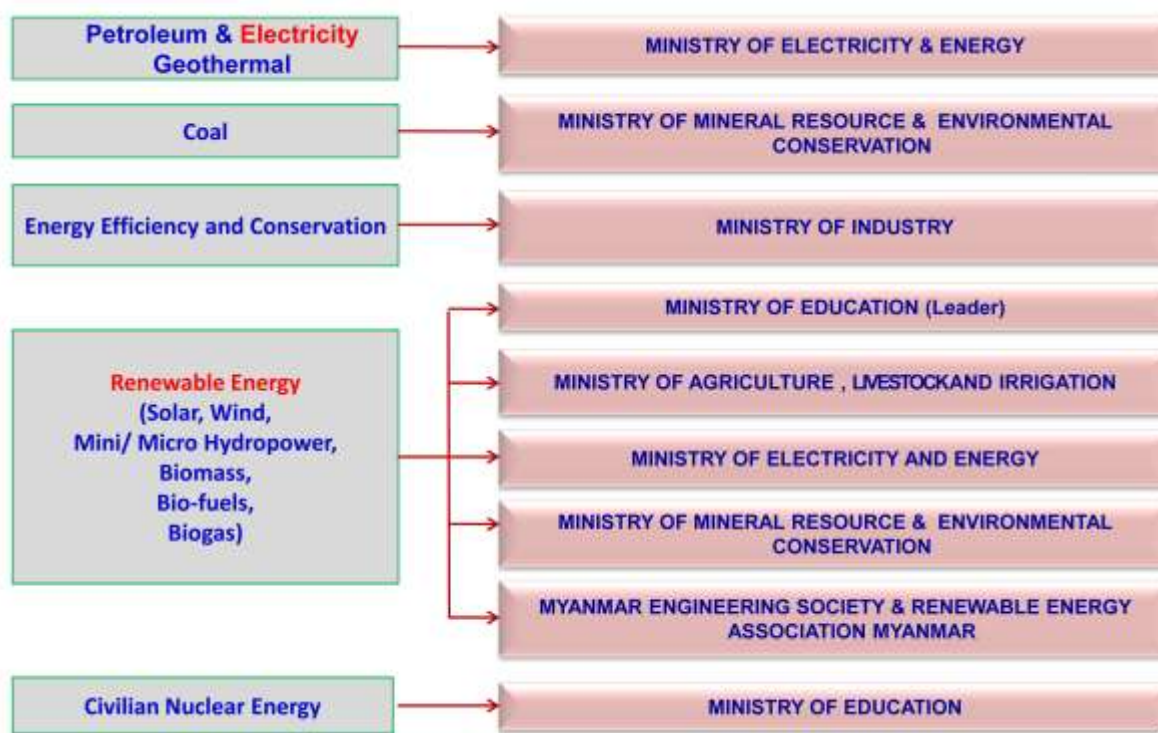 Petroleum & Electricity
Geothermal
MINISTRY OF ELECTRICITY & ENERGY
Coal
MINISTRY OF MINERAL RESOURCE & ENVIRONMENTAL
CONSERVATION
Energy Efficiency and Conservation
MINISTRY OF INDUSTRY
Renewable Energy
(Solar, Wind,
Mini/ Micro Hydropower,
Biomass,
Bio-fuels,
Biogas)
MINISTRY OF EDUCATION (Leader)
MINISTRY OF AGRICULTURE , LIVESTOCKAND IRRIGATION
MINISTRY OF ELECTRICITY AND ENERGY
MINISTRY OF MINERAL RESOURCE & ENVIRONMENTAL
CONSERVATION
MYANMAR ENGINEERING SOCIETY & RENEWABLE ENERGY
ASSOCIATION MYANMAR
Civilian Nuclear Energy
MINISTRY OF EDUCATION